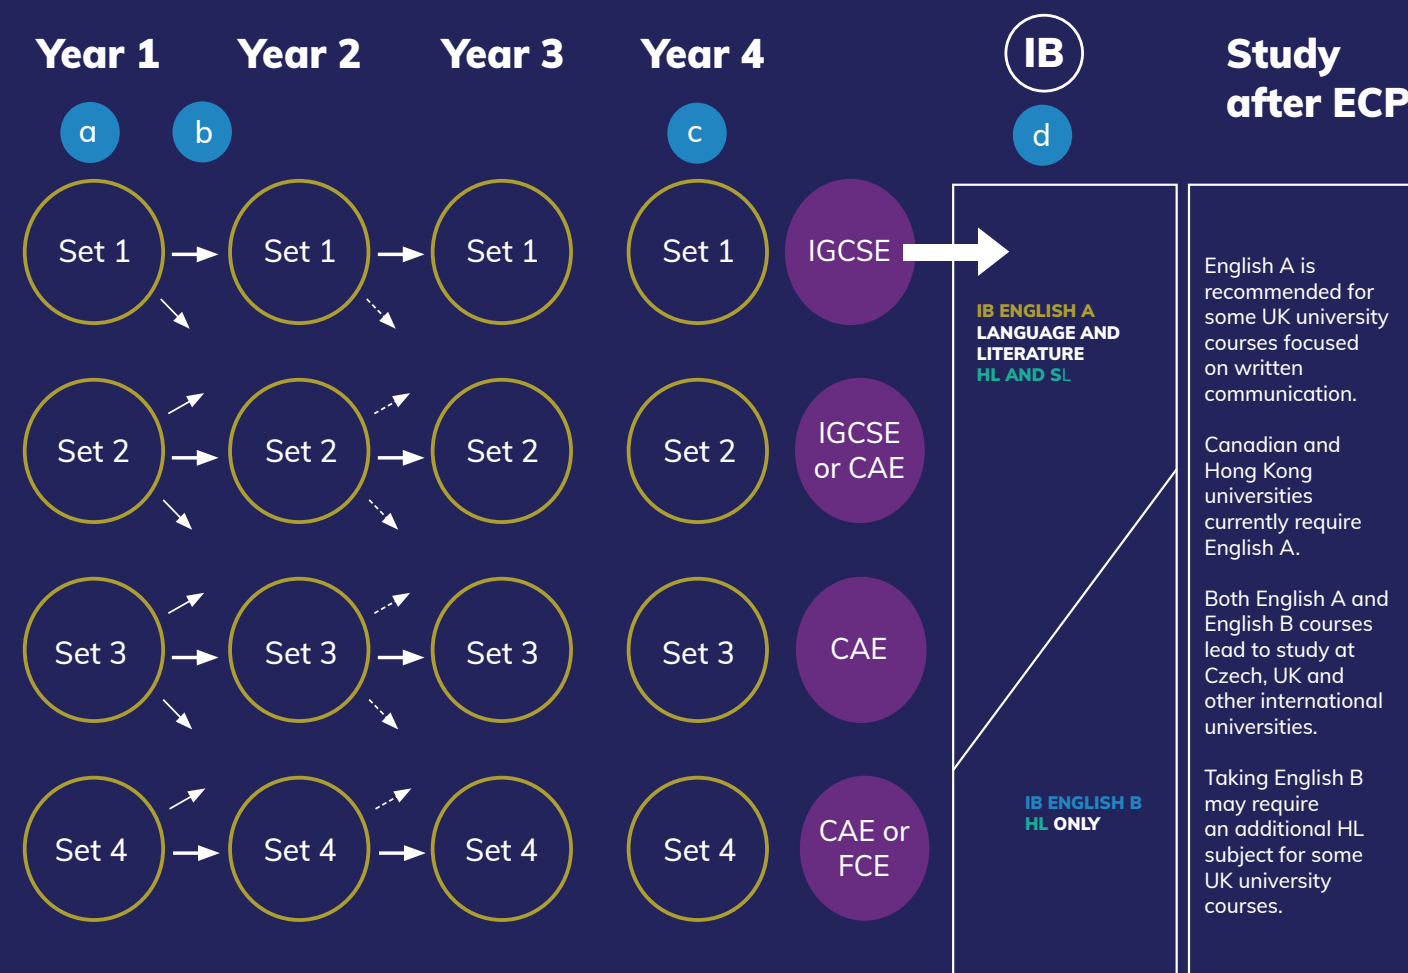 Year 1
Year 2
Year 3
Year 4
IB
Study
after ECP
a
b
c
d
Set 1
Set 1
Set 1
Set 1
IGCSE
Set 2
Set 2
Set 2
Set 2
IGCSE
or CAE
Set 3
Set 3
Set 3
Set 3
CAE
Set 4
Set 4
Set 4
Set 4
CAE or
FCE
IB ENGLISH A
LANGUAGE AND
LITERATURE
HL AND SL
IB ENGLISH B
HL ONLY
English A is
recommended for
some UK university
courses focused
on written
communication.
Canadian and
Hong Kong
universities
currently require
English A.
Both English A and
English B courses
lead to study at
Czech, UK and
other international
universities.
Taking English B
may require
an additional HL
subject for some
UK university
courses.